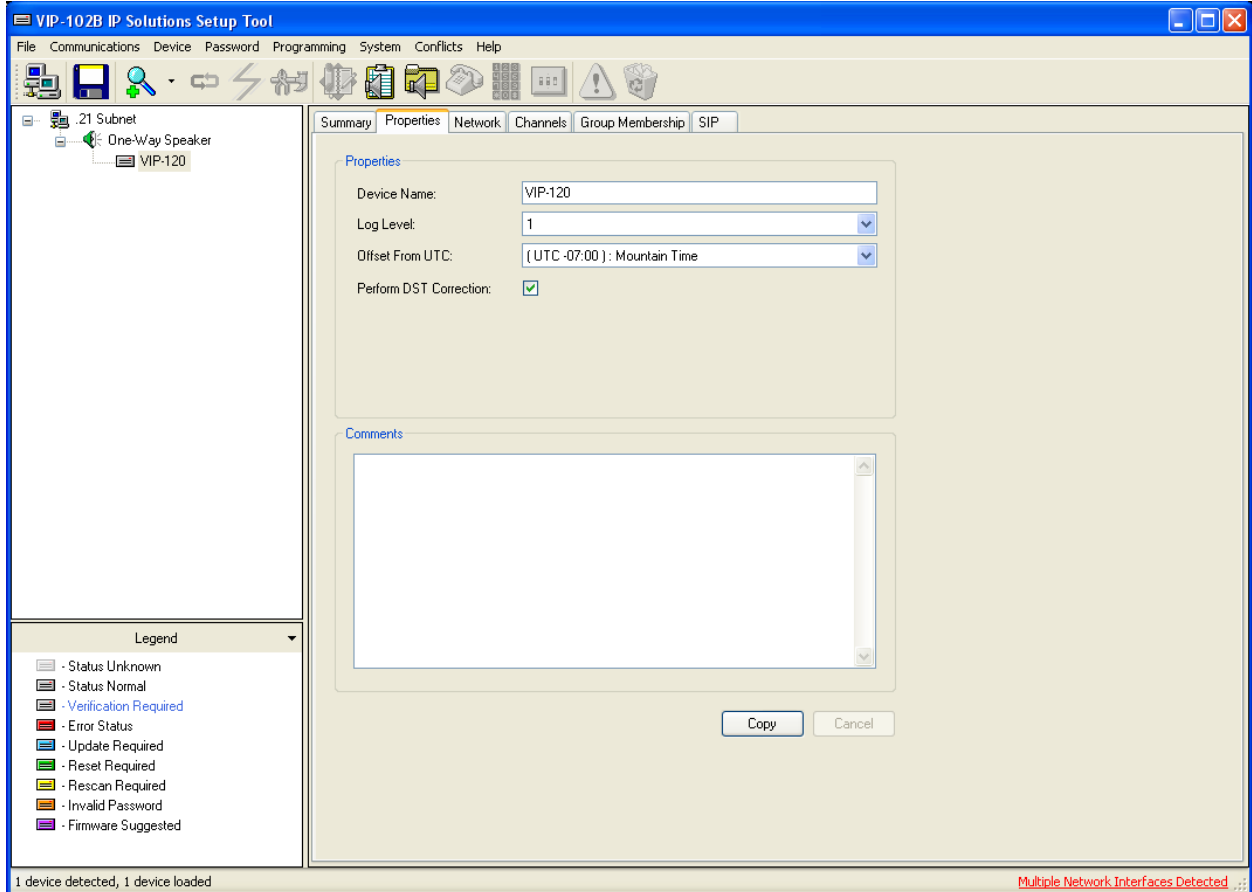 VIP-102B IP Solutions Setup Tool
File Communications Device Password Programming System Conflicts Help
.21 Subnet
One-Way Speaker
VIP-120
Summary Properties Network Channels Group Membership SIP
Properties
Device Name: VIP-120
Log Level: 1
Offset From UTC: ( UTC -07:00 ) : Mountain Time
Perform DST Correction:
Comments
Copy Cancel
Legend
- Status Unknown
- Status Normal
- Verification Required
- Error Status
- Update Required
- Reset Required
- Rescan Required
- Invalid Password
- Firmware Suggested
1 device detected, 1 device loaded
Multiple Network Interfaces Detected